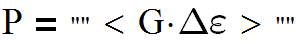 P = "" < G·Δε > ""